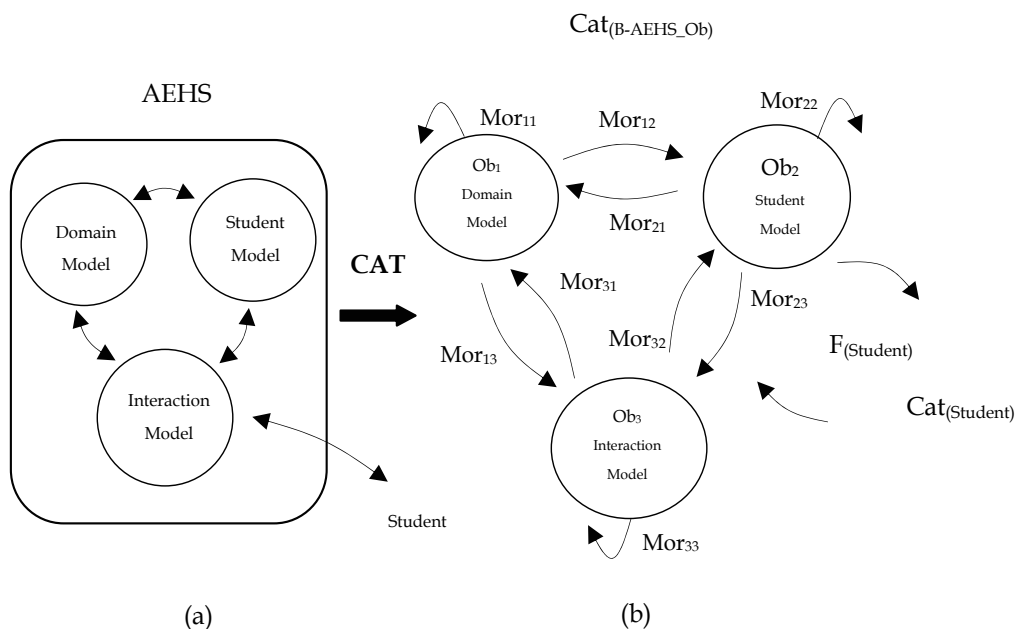 Cat(B-AEHS_Ob)
AEHS
Domain
Model
Student
Model
Interaction
Model
Student
CAT
Mor11
Mor12
Mor22
Ob1
Domain
Model
Ob2
Student
Model
Mor21
Mor31
Mor23
Mor13
Mor32
F(Student)
Cat(Student)
Ob3
Interaction
Model
Mor33
(a)
(b)